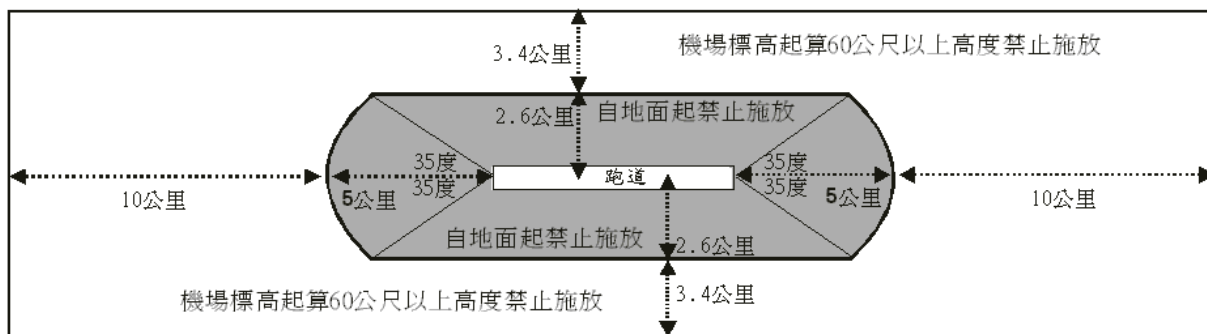 3.4公里
機場標高起算60公尺以上高度禁止施放
2.6公里
自地面起禁止施放
35度
35度
跑道
35度
35度
10公里
5公里
5公里
10公里
自地面起禁止施放
2.6公里
機場標高起算60公尺以上高度禁止施放
3.4公里